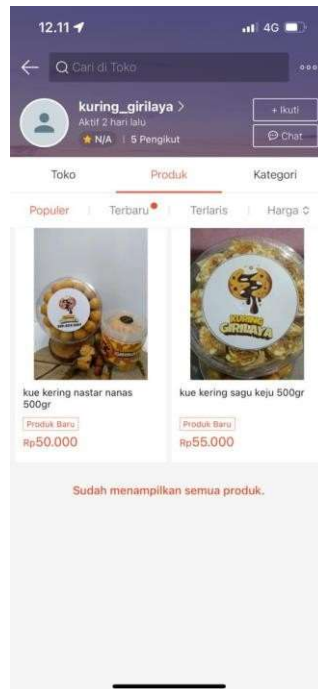 12.11
4G
Cari di Toko
kuring_girilaya >
Aktif 2 hari lalu
N/A | 5 Pengikut
+ Ikuti
Chat
Toko
Produk
Kategori
Populer
Terbaru
Terlaris
Harga
KURING
GIRILAYA
kue kering nastar nanas
500gr
Produk Baru
Rp50.000
kue kering sagu keju 500gr
Produk Baru
Rp55.000
Sudah menampilkan semua produk.